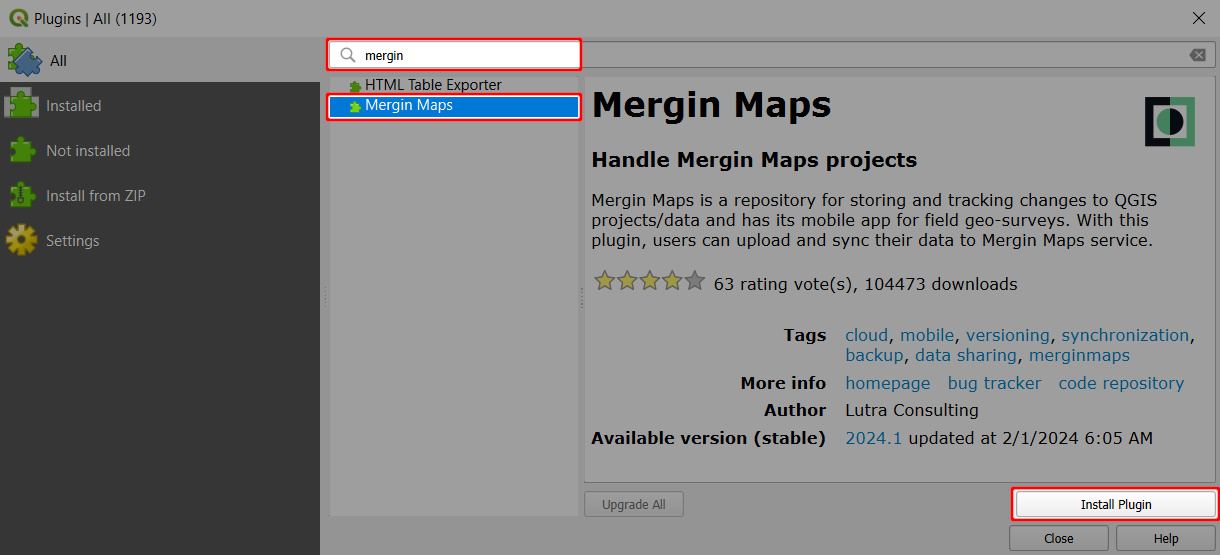 Plugins | All (1193)
All
Installed
Not installed
Install from ZIP
Settings
mergin
HTML Table Exporter
Mergin Maps
Mergin Maps
Handle Mergin Maps projects
Mergin Maps is a repository for storing and tracking changes to QGIS
projects/data and has its mobile app for field geo-surveys. With this
plugin, users can upload and sync their data to Mergin Maps service.
63 rating vote(s), 104473 downloads
Tags cloud, mobile, versioning, synchronization,
backup, data sharing, merginmaps
More info homepage bug tracker code repository
Author Lutra Consulting
Available version (stable) 2024.1 updated at 2/1/2024 6:05 AM
Upgrade All
Install Plugin
Close
Help